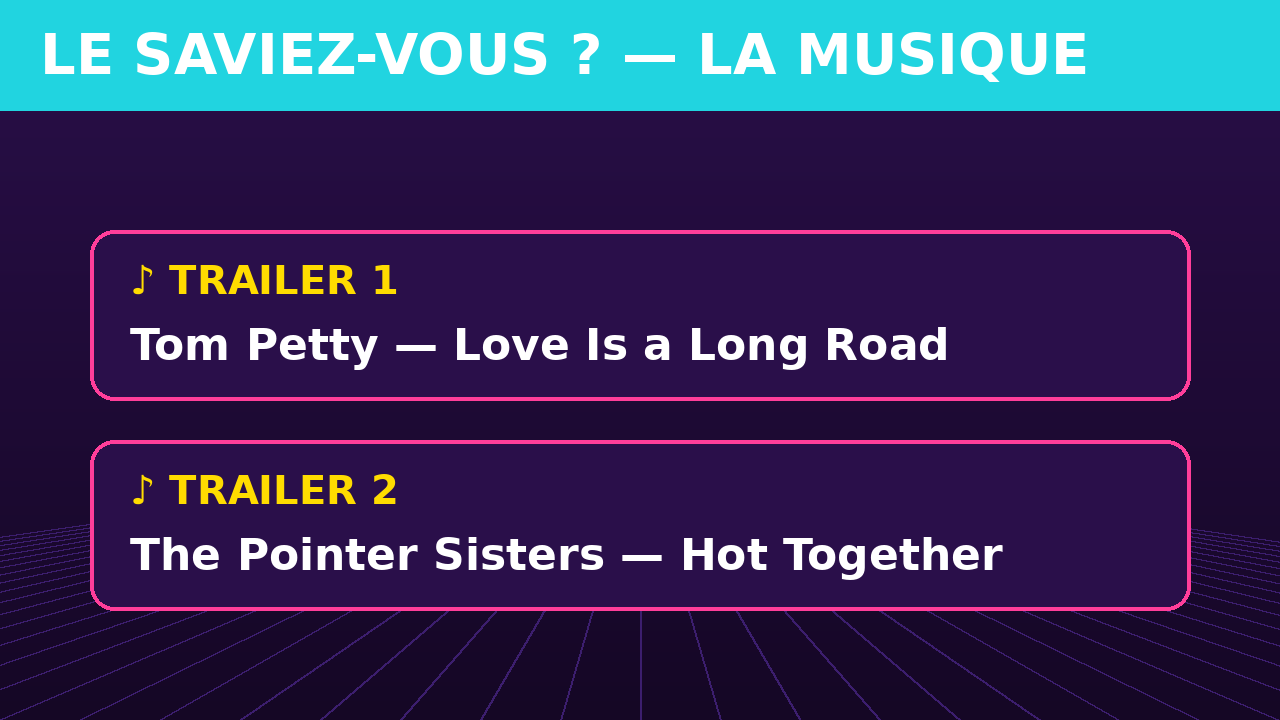 LE SAVIEZ-VOUS ? — LA MUSIQUE
♪ TRAILER 1
Tom Petty — Love Is a Long Road
♪ TRAILER 2
The Pointer Sisters — Hot Together